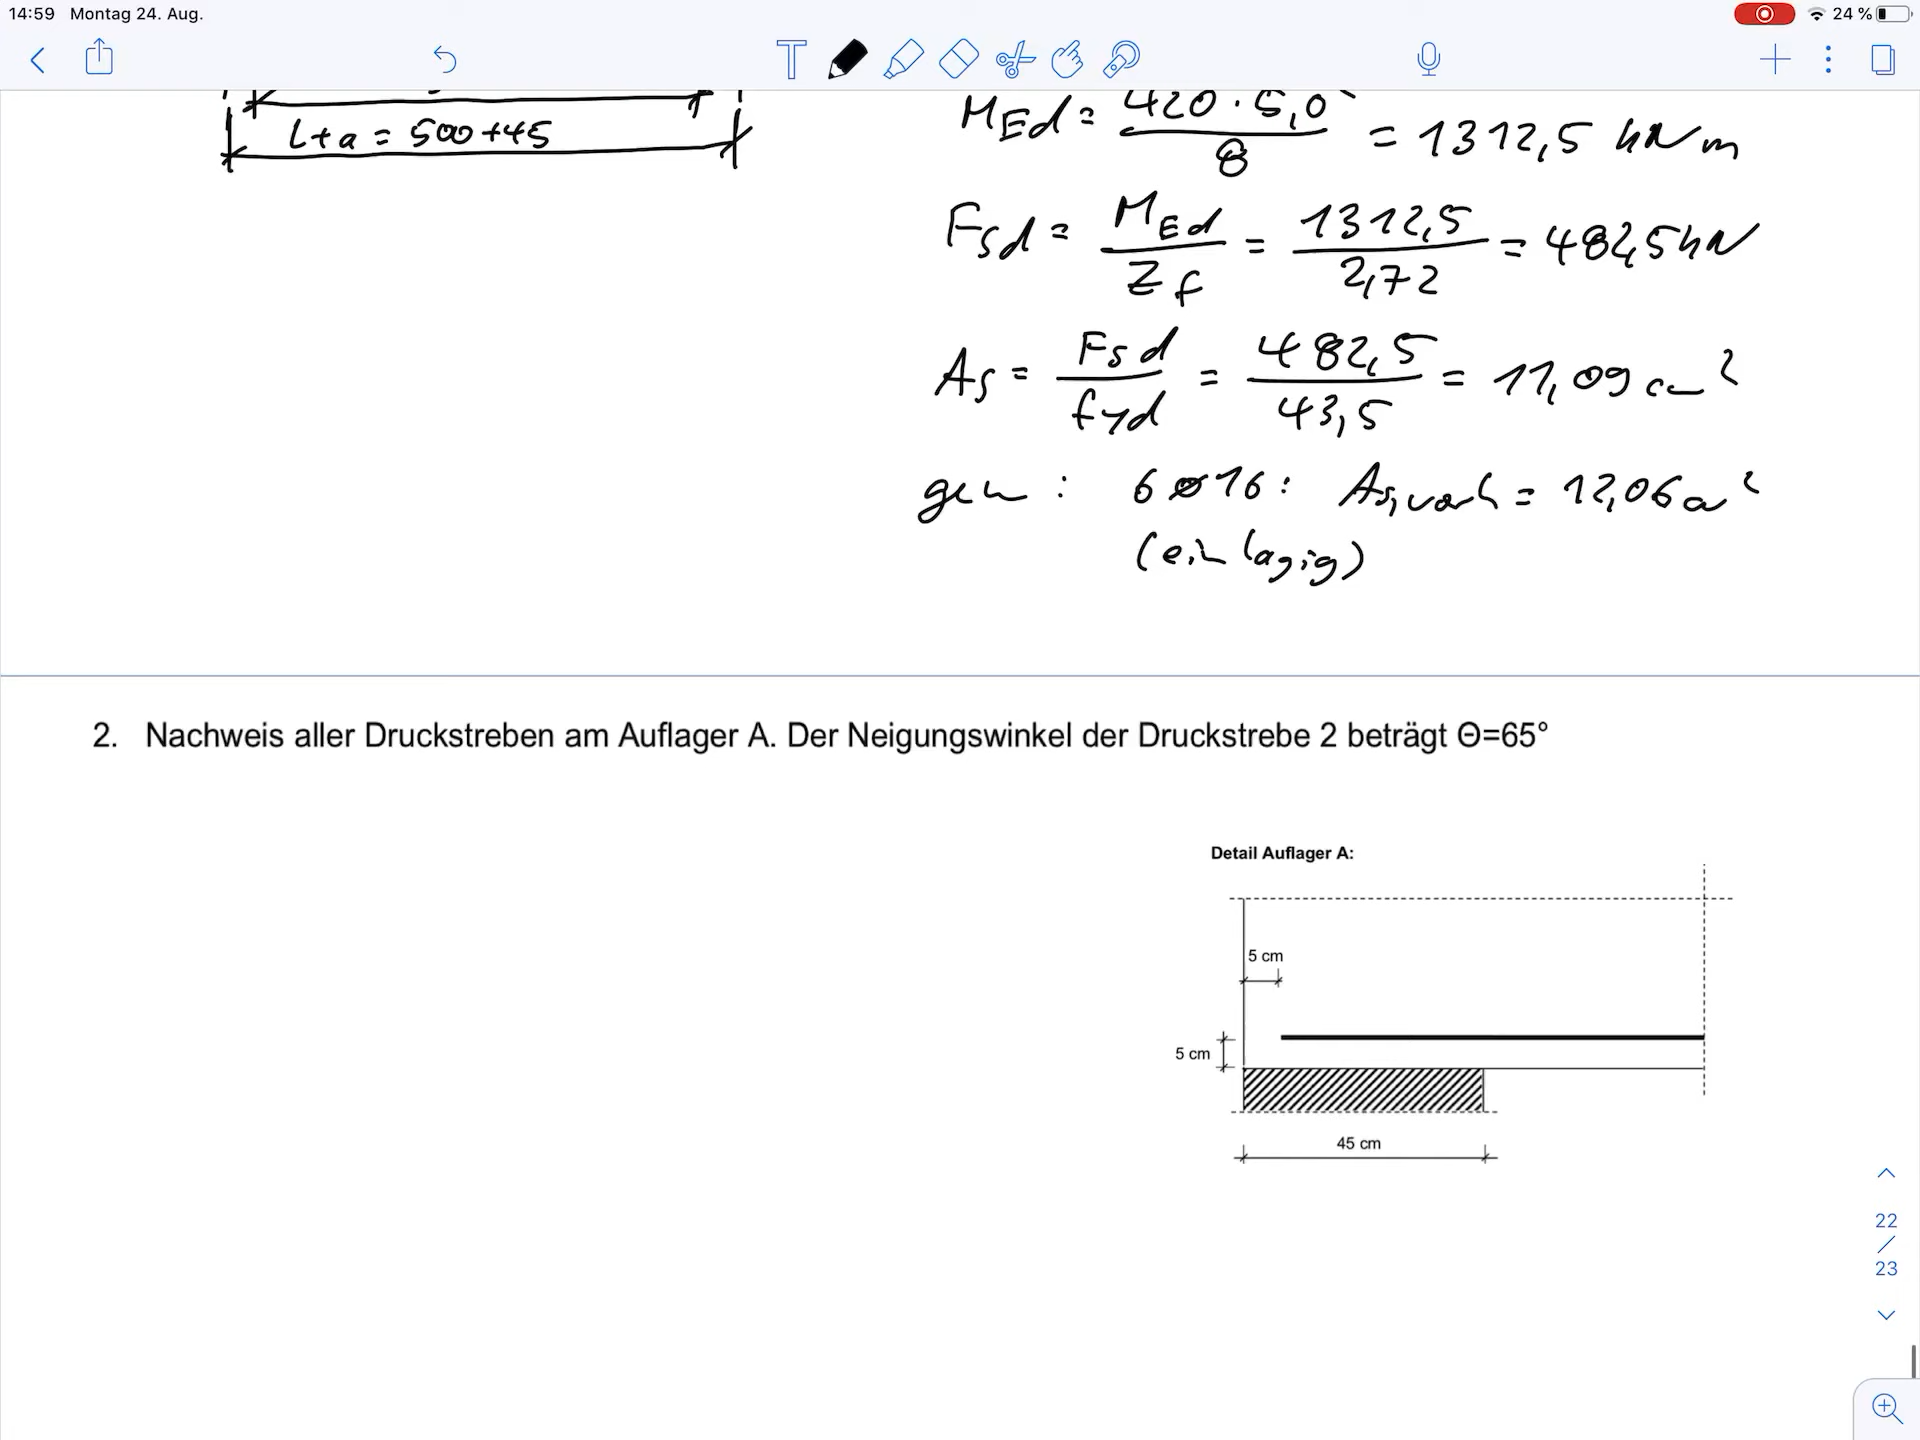 14:59 Montag 24. Aug.
24 %
L+a = 500+45
MEd = 420 · 5,0² / 8 = 1312,5 kNm
Fsd = MEd / zf = 1312,5 / 2,72 = 482,5 kN
As = Fsd / fyd = 482,5 / 43,5 = 11,09 cm²
gew : 6 ø 16 : As,vorh = 12,06 cm²
(einlagig)
2. Nachweis aller Druckstreben am Auflager A. Der Neigungswinkel der Druckstrebe 2 beträgt Θ=65°
Detail Auflager A:
5 cm
5 cm
45 cm
22
/
23